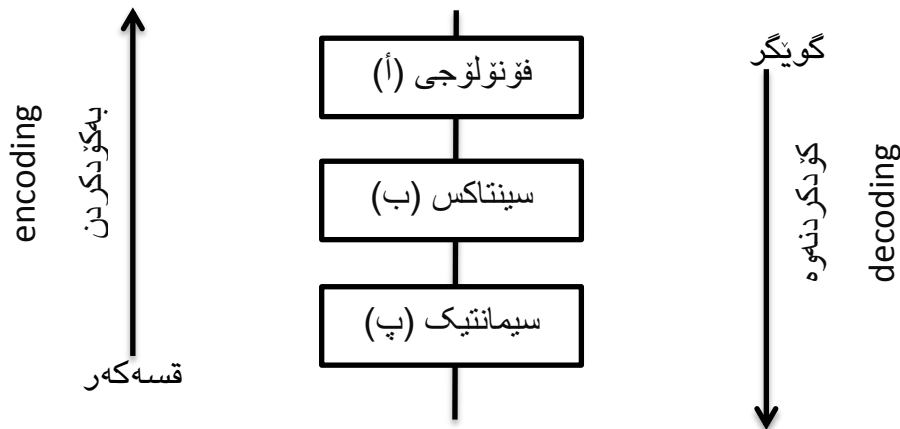 فۆنۆلۆجی (أ)
سینتاکس (ب)
سیمانتیک (پ)
گوێگر
کۆدکردنەوە
decoding
encoding
بەکۆدکردن
قسەکەر